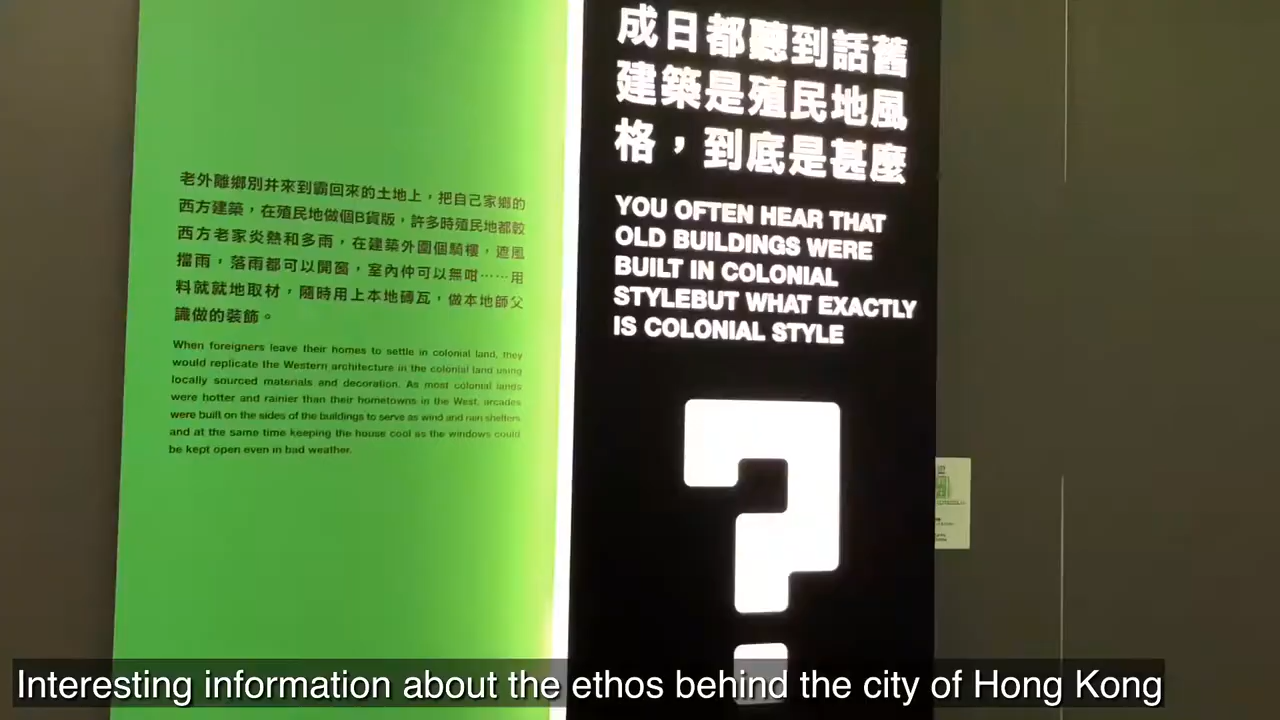 老外離鄉別井來到霸回來的土地上，把自己家鄉的
西方建築，在殖民地做個B貨版，許多時殖民地都較
西方老家炎熱和多雨，在建築外圍個騎樓，遮風
擋雨，落雨都可以開窗，室內仲可以無咁⋯⋯用
料就就地取材，隨時用上本地磚瓦，做本地師父
識做的裝飾。
When foreigners leave their homes to settle in colonial land, they
would replicate the Western architecture in the colonial land using
locally sourced materials and decoration. As most colonial lands
were hotter and rainier than their hometowns in the West, arcades
were built on the sides of the buildings to serve as wind and rain shelters
and at the same time keeping the house cool as the windows could
be kept open even in bad weather.
成日都聽到話舊
建築是殖民地風
格，到底是甚麼
YOU OFTEN HEAR THAT
OLD BUILDINGS WERE
BUILT IN COLONIAL
STYLEBUT WHAT EXACTLY
IS COLONIAL STYLE
?
Interesting information about the ethos behind the city of Hong Kong